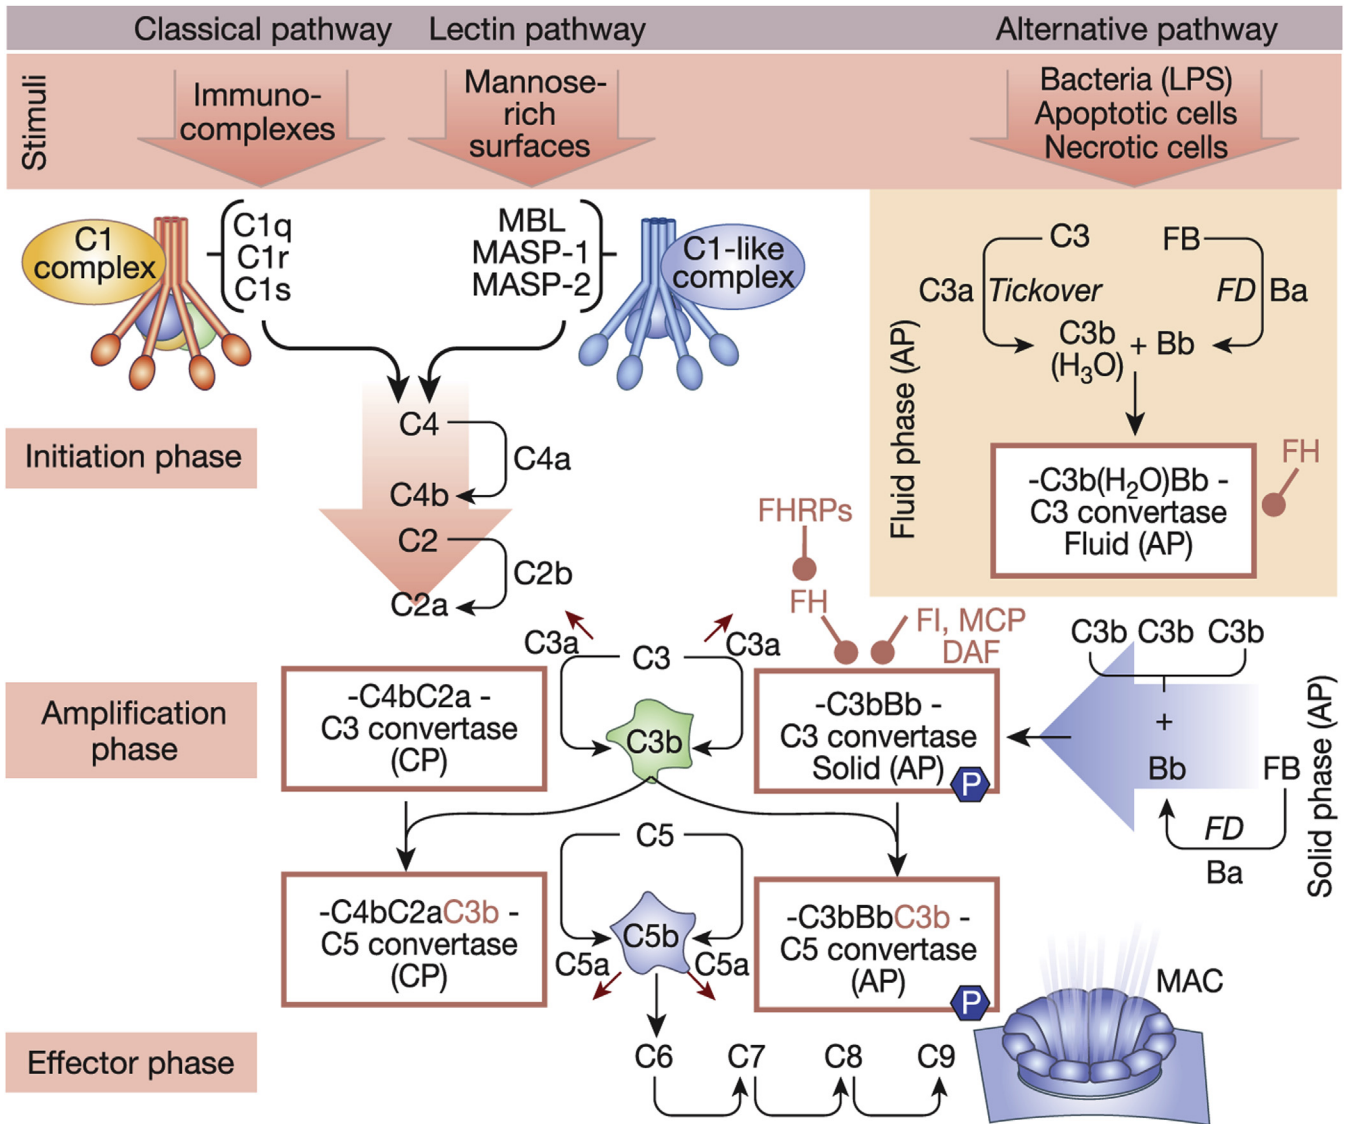 Classical pathway
Lectin pathway
Alternative pathway
Stimuli
Immuno-
complexes
Mannose-
rich
surfaces
Bacteria (LPS)
Apoptotic cells
Necrotic cells
C1
complex
C1q
C1r
C1s
MBL
MASP-1
MASP-2
C1-like
complex
Fluid phase (AP)
C3
FB
C3a
Tickover
FD
Ba
C3b
(H3O)
+ Bb
-C3b(H2O)Bb -
C3 convertase
Fluid (AP)
FH
Initiation phase
C4
C4a
C4b
C2
C2b
C2a
FHRPs
FH
FI, MCP
DAF
C3a
C3
C3a
C3b
C3b C3b C3b
+
Bb
FB
FD
Ba
Solid phase (AP)
Amplification
phase
-C4bC2a -
C3 convertase
(CP)
-C3bBb -
C3 convertase
Solid (AP)
P
C5
C5b
C5a
C5a
-C4bC2aC3b -
C5 convertase
(CP)
-C3bBbC3b -
C5 convertase
(AP)
P
MAC
Effector phase
C6
C7
C8
C9